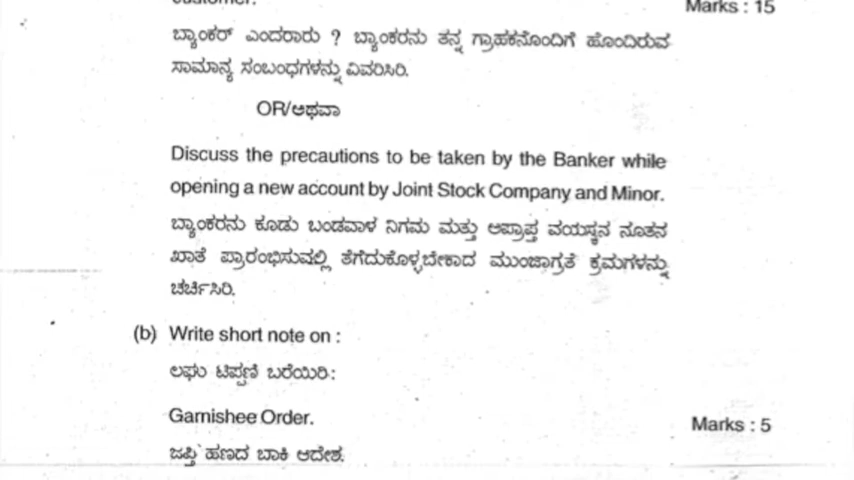 customer.
Marks : 15
ಬ್ಯಾಂಕರ್ ಎಂದರಾರು ? ಬ್ಯಾಂಕರನು ತನ್ನ ಗ್ರಾಹಕನೊಂದಿಗೆ ಹೊಂದಿರುವ
ಸಾಮಾನ್ಯ ಸಂಬಂಧಗಳನ್ನು ವಿವರಿಸಿರಿ.
OR/ಅಥವಾ
Discuss the precautions to be taken by the Banker while
opening a new account by Joint Stock Company and Minor.
ಬ್ಯಾಂಕರನು ಕೂಡು ಬಂಡವಾಳ ನಿಗಮ ಮತ್ತು ಅಪ್ರಾಪ್ತ ವಯಸ್ಕನ ನೂತನ
ಖಾತೆ ಪ್ರಾರಂಭಿಸುವಲ್ಲಿ ತೆಗೆದುಕೊಳ್ಳಬೇಕಾದ ಮುಂಜಾಗ್ರತೆ ಕ್ರಮಗಳನ್ನು
ಚರ್ಚಿಸಿರಿ.
(b) Write short note on :
ಲಘು ಟಿಪ್ಪಣಿ ಬರೆಯಿರಿ:
Garnishee Order.
Marks : 5
ಜಪ್ತಿ ಹಣದ ಬಾಕಿ ಆದೇಶ.